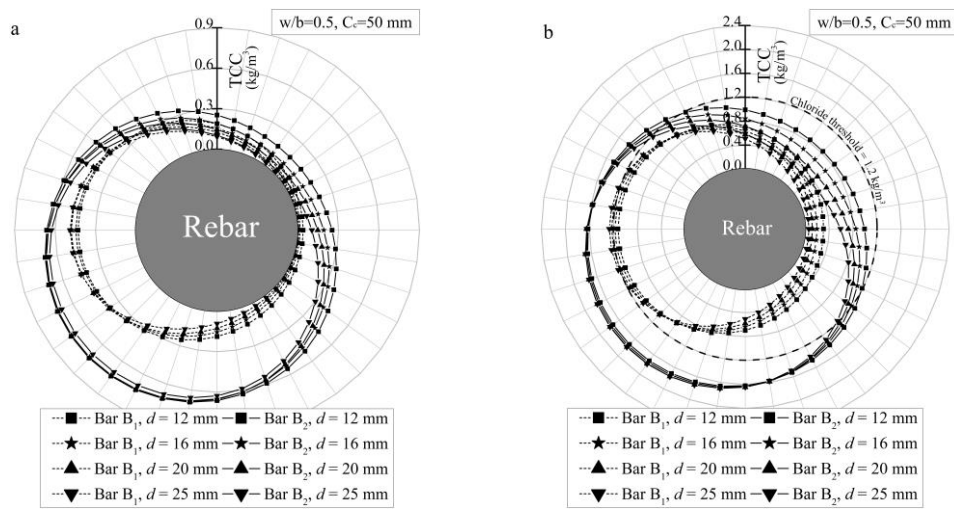 a
w/b=0.5, Cc=50 mm
0.9
0.6
0.3
0.0
TCC
(kg/m³)
Rebar
Bar B₁, d = 12 mm
Bar B₂, d = 12 mm
Bar B₁, d = 16 mm
Bar B₂, d = 16 mm
Bar B₁, d = 20 mm
Bar B₂, d = 20 mm
Bar B₁, d = 25 mm
Bar B₂, d = 25 mm
b
w/b=0.5, Cc=50 mm
2.4
2.0
1.6
1.2
0.4
0.0
TCC
(kg/m³)
Chloride threshold = 1.2 kg/m³
Rebar
Bar B₁, d = 12 mm
Bar B₂, d = 12 mm
Bar B₁, d = 16 mm
Bar B₂, d = 16 mm
Bar B₁, d = 20 mm
Bar B₂, d = 20 mm
Bar B₁, d = 25 mm
Bar B₂, d = 25 mm